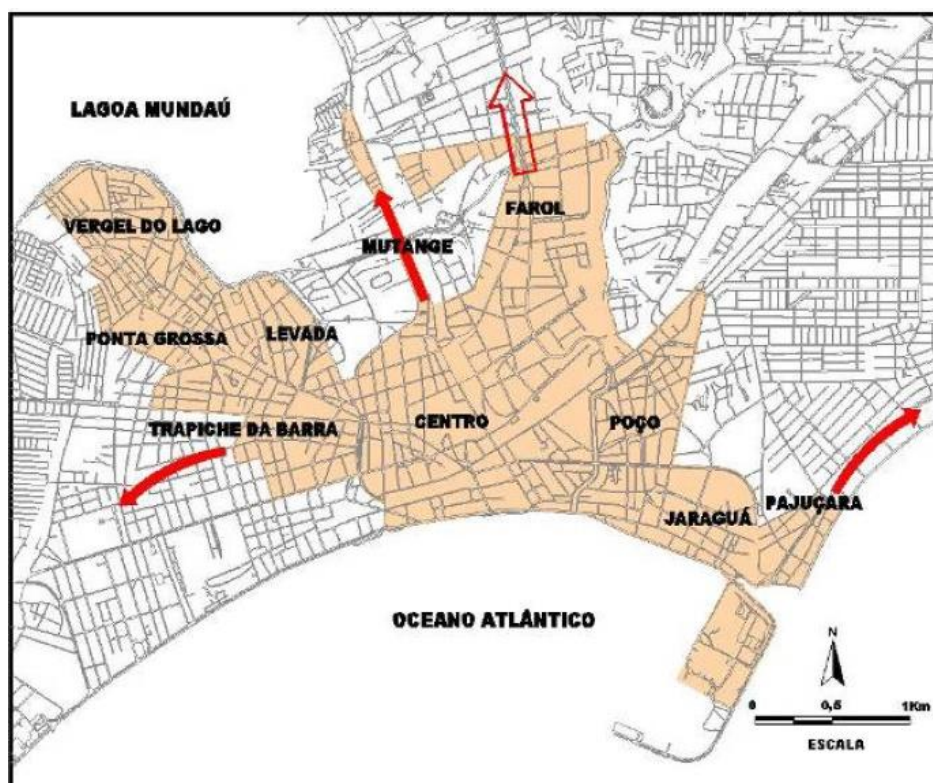 LAGOA MUNDAÚ
VERGEL DO LAGO
FAROL
MUTANGE
PONTA GROSSA
LEVADA
TRAPICHE DA BARRA
CENTRO
POÇO
PAJUÇARA
JARAGUÁ
OCEANO ATLÂNTICO
N
0 0,5 1Km
ESCALA